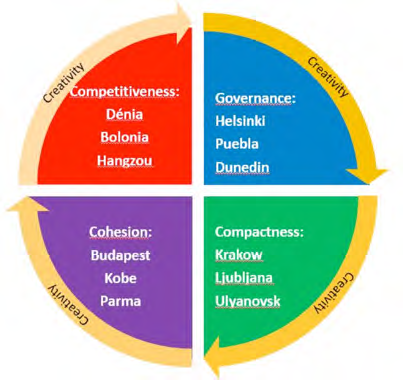 Creativity
Competitiveness:
Dénia
Bolonia
Hangzou
Creativity
Governance:
Helsinki
Puebla
Dunedin
Cohesion:
Budapest
Kobe
Parma
Creativity
Compactness:
Krakow
Ljubljana
Ulyanovsk
Creativity